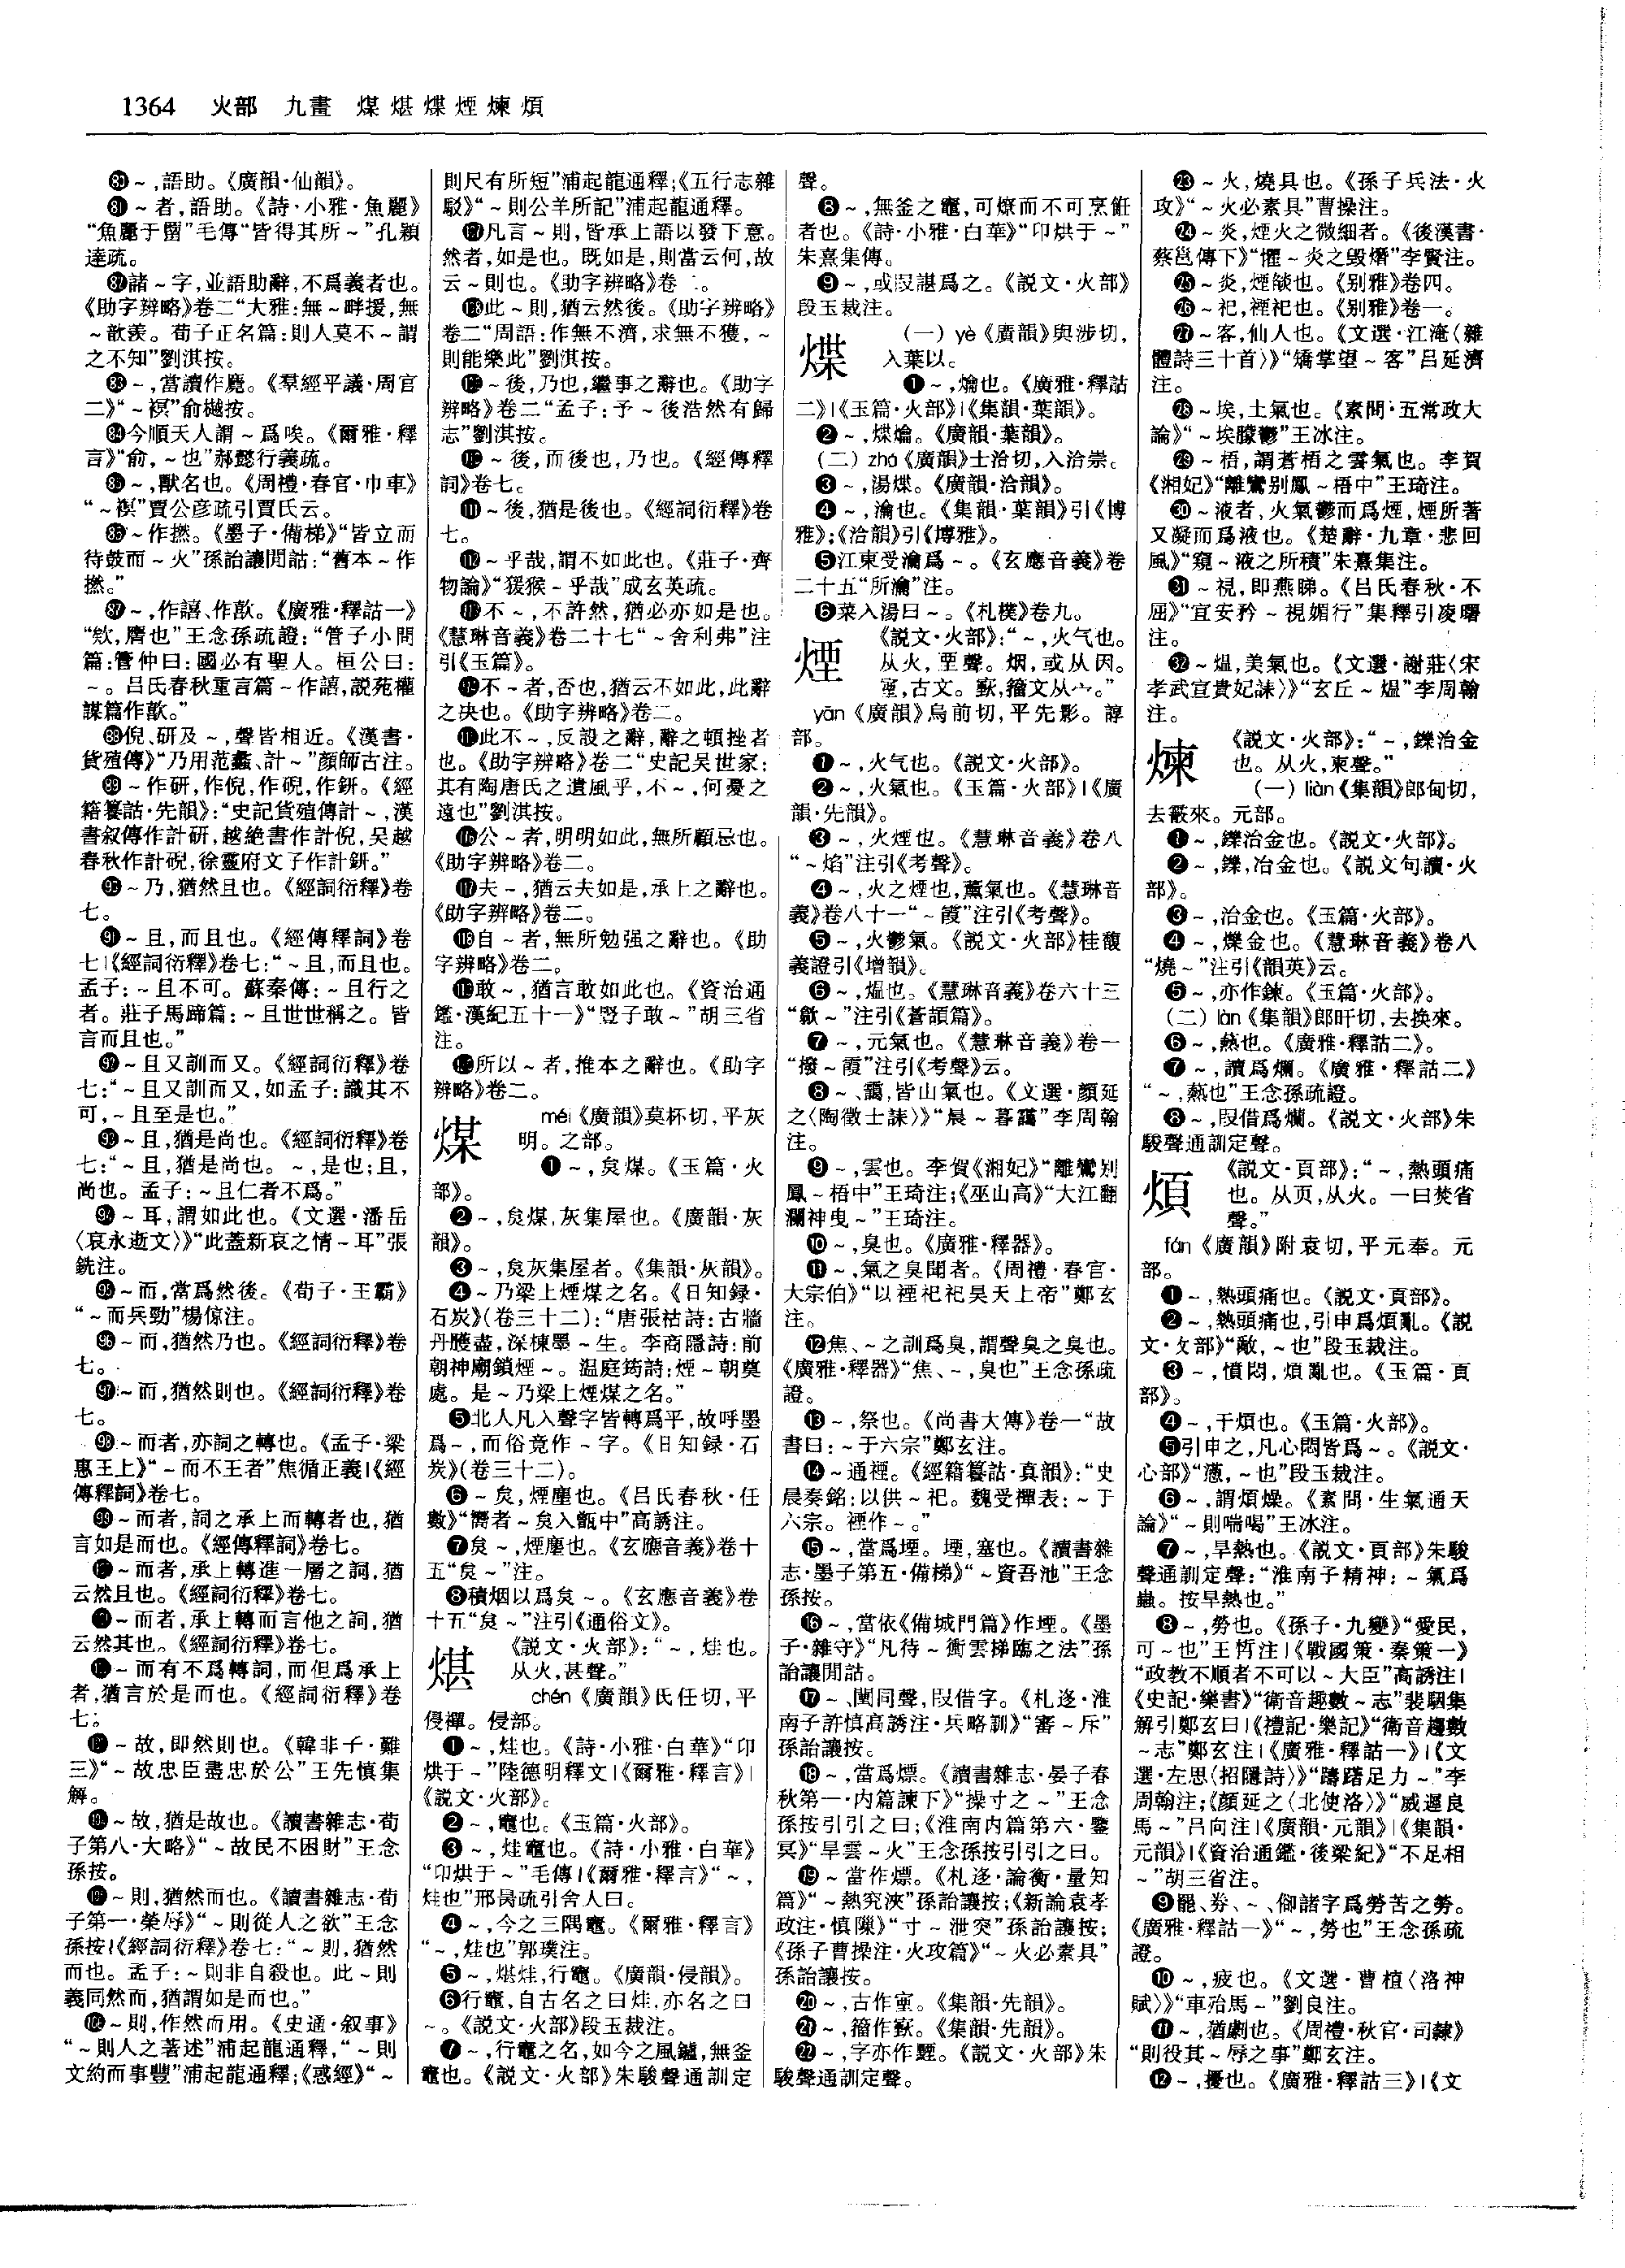 1364 火部 九畫 煤煁煠煙煉煩
⑳～,語助。《廣韻·仙韻》。
～者,語助。《詩·小雅·魚麗》
“魚麗于罶”毛傳“皆得其所～”孔穎
達疏。
諸～字,並語助辭,不爲義者也。
《助字辨略》卷二“大雅:無～畔援,無
～歆羨。荀子正名篇:則人莫不～謂
之不知”劉淇按。
～,當讀作麃。《羣經平議·周官
二》“～𧜀”俞樾按。
今順天人謂～爲唉。《爾雅·釋
言》“俞,～也”郝懿行義疏。
～,獸名也。《周禮·春官·巾車》
“～𧜀”賈公彦疏引賈氏云。
～作撚。《墨子·備梯》“皆立而
待鼓而～火”孫詒讓閒詁:“舊本～作
撚。”
～,作譆、作歖。《廣雅·釋詁一》
“欸,譍也”王念孫疏證:“管子小問
篇:管仲曰:國必有聖人。桓公曰:
～。吕氏春秋重言篇～作譆,説苑權
謀篇作歖。”
倪、研及～,聲皆相近。《漢書·
貨殖傳》“乃用范蠡、計～”顔師古注。
～作研,作倪,作硯,作鈃。《經
籍籑詁·先韻》:“史記貨殖傳計～,漢
書叙傳作計研,越絶書作計倪,吴越
春秋作計硯,徐靈府文子作計鈃。”
～乃,猶然且也。《經詞衍釋》卷
七。
～且,而且也。《經傳釋詞》卷
七|《經詞衍釋》卷七:“～且,而且也。
孟子:～且不可。蘇秦傳:～且行之
者。莊子馬蹄篇:～且世世稱之。皆
言而且也。”
～且又訓而又。《經詞衍釋》卷
七:“～且又訓而又,如孟子:識其不
可,～且至是也。”
～且,猶是尚也。《經詞衍釋》卷
七:“～且,猶是尚也。～,是也;且,
尚也。孟子:～且仁者不爲。”
～耳,謂如此也。《文選·潘岳
〈哀永逝文〉》“此蓋新哀之情～耳”張
銑注。
～而,當爲然後。《荀子·王霸》
“～而兵勁”楊倞注。
～而,猶然乃也。《經詞衍釋》卷
七。
～而,猶然則也。《經詞衍釋》卷
七。
～而者,亦詞之轉也。《孟子·梁
惠王上》“～而不王者”焦循正義|《經
傳釋詞》卷七。
～而者,詞之承上而轉者也,猶
言如是而也。《經傳釋詞》卷七。
～而者,承上轉進一層之詞,猶
云然且也。《經詞衍釋》卷七。
～而者,承上轉而言他之詞,猶
云然其也。《經詞衍釋》卷七。
～而有不爲轉詞,而但爲承上
者,猶言於是而也。《經詞衍釋》卷
七。
～故,即然則也。《韓非子·難
三》“～故忠臣盡忠於公”王先慎集
解。
～故,猶是故也。《讀書雜志·荀
子第八·大略》“～故民不困財”王念
孫按。
～則,猶然而也。《讀書雜志·荀
子第一·榮辱》“～則從人之欲”王念
孫按|《經詞衍釋》卷七:“～則,猶然
而也。孟子:～則非自殺也。此～則
義同然而,猶謂如是而也。”
～則,作然而用。《史通·叙事》
“～則人之著述”浦起龍通釋,“～則
文約而事豐”浦起龍通釋;《惑經》“～
則尺有所短”浦起龍通釋;《五行志雜
駁》“～則公羊所記”浦起龍通釋。
凡言～則,皆承上語以發下意。
然者,如是也。既如是,則當云何,故
云～則也。《助字辨略》卷二。
此～則,猶云然後。《助字辨略》
卷二“周語:作無不濟,求無不獲,～
則能樂此”劉淇按。
～後,乃也,繼事之辭也。《助字
辨略》卷二“孟子:予～後浩然有歸
志”劉淇按。
～後,而後也,乃也。《經傳釋
詞》卷七。
～後,猶是後也。《經詞衍釋》卷
七。
～乎哉,謂不如此也。《莊子·齊
物論》“猨猴～乎哉”成玄英疏。
不～,不許然,猶必亦如是也。
《慧琳音義》卷二十七“～舍利弗”注
引《玉篇》。
不～者,否也,猶云不如此,此辭
之决也。《助字辨略》卷二。
此不～,反設之辭,辭之頓挫者
也。《助字辨略》卷二“史記吴世家:
其有陶唐氏之遺風乎,不～,何憂之
遠也”劉淇按。
公～者,明明如此,無所顧忌也。
《助字辨略》卷二。
夫～,猶云夫如是,承上之辭也。
《助字辨略》卷二。
自～者,無所勉强之辭也。《助
字辨略》卷二。
敢～,猶言敢如此也。《資治通
鑑·漢紀五十一》“豎子敢～”胡三省
注。
所以～者,推本之辭也。《助字
辨略》卷二。
煤 méi《廣韻》莫杯切,平灰
明。之部。
❶～,炱煤。《玉篇·火
部》。
❷～,炱煤,灰集屋也。《廣韻·灰
韻》。
❸～,炱灰集屋者。《集韻·灰韻》。
❹～乃梁上煙煤之名。《日知録·
石炭》(卷三十二):“唐張祜詩:古牆
丹雘盡,深棟墨～生。李商隱詩:前
朝神廟鎖煙～。温庭筠詩:煙～朝奠
處。是～乃梁上煙煤之名。”
❺北人凡入聲字皆轉爲平,故呼墨
爲～,而俗竟作～字。《日知録·石
炭》(卷三十二)。
❻～炱,煙塵也。《吕氏春秋·任
數》“嚮者～炱入甑中”高誘注。
❼炱～,煙塵也。《玄應音義》卷十
五“炱～”注。
❽積烟以爲炱～。《玄應音義》卷
十五“炱～”注引《通俗文》。
煁 《説文·火部》:“～,烓也。
从火,甚聲。”
chén《廣韻》氏任切,平
侵禪。侵部。
❶～,烓也。《詩·小雅·白華》“卬
烘于～”陸德明釋文|《爾雅·釋言》|
《説文·火部》。
❷～,竈也。《玉篇·火部》。
❸～,烓竈也。《詩·小雅·白華》
“卬烘于～”毛傳|《爾雅·釋言》“～,
烓也”邢昺疏引舍人曰。
❹～,今之三隅竈。《爾雅·釋言》
“～,烓也”郭璞注。
❺～,煁烓,行竈。《廣韻·侵韻》。
❻行竈,自古名之曰烓,亦名之曰
～。《説文·火部》段玉裁注。
❼～,行竈之名,如今之風鑪,無釜
竈也。《説文·火部》朱駿聲通訓定
聲。
❽～,無釜之竈,可燎而不可烹飪
者也。《詩·小雅·白華》“卬烘于～”
朱熹集傳。
❾～,或叚諶爲之。《説文·火部》
段玉裁注。
煠 (一)yè《廣韻》與涉切,
入葉以。
❶～,爚也。《廣雅·釋詁
二》|《玉篇·火部》|《集韻·葉韻》。
❷～,煠爚。《廣韻·葉韻》。
(二)zhá《廣韻》士洽切,入洽崇。
❸～,湯煠。《廣韻·洽韻》。
❹～,瀹也。《集韻·葉韻》引《博
雅》;《洽韻》引《博雅》。
❺江東受瀹爲～。《玄應音義》卷
二十五“所瀹”注。
❻菜入湯曰～。《札樸》卷九。
煙 《説文·火部》:“～,火气也。
从火,垔聲。烟,或从因。
𡨾,古文。𤎕,籀文从宀。”
yān《廣韻》烏前切,平先影。諄
部。
❶～,火气也。《説文·火部》。
❷～,火氣也。《玉篇·火部》|《廣
韻·先韻》。
❸～,火煙也。《慧琳音義》卷八
“～焰”注引《考聲》。
❹～,火之煙也,薰氣也。《慧琳音
義》卷八十一“～霞”注引《考聲》。
❺～,火鬱氣。《説文·火部》桂馥
義證引《增韻》。
❻～,熅也。《慧琳音義》卷六十三
“歙～”注引《蒼頡篇》。
❼～,元氣也。《慧琳音義》卷一
“撥～霞”注引《考聲》云。
❽～、靄,皆山氣也。《文選·顔延
之〈陶徵士誄〉》“晨～暮靄”李周翰
注。
❾～,雲也。李賀《湘妃》“離鸞别
鳳～梧中”王琦注;《巫山高》“大江翻
瀾神曳～”王琦注。
❿～,臭也。《廣雅·釋器》。
⓫～,氣之臭聞者。《周禮·春官·
大宗伯》“以禋祀祀昊天上帝”鄭玄
注。
⓬焦、～之訓爲臭,謂聲臭之臭也。
《廣雅·釋器》“焦、～,臭也”王念孫疏
證。
⓭～,祭也。《尚書大傳》卷一“故
書曰:～于六宗”鄭玄注。
⓮～通禋。《經籍籑詁·真韻》:“史
晨奏銘:以供～祀。魏受禪表:～于
六宗。禋作～。”
⓯～,當爲堙。堙,塞也。《讀書雜
志·墨子第五·備梯》“～資吾池”王念
孫按。
⓰～,當依《備城門篇》作堙。《墨
子·雜守》“凡待～衝雲梯臨之法”孫
詒讓閒詁。
⓱～、闉同聲,叚借字。《札迻·淮
南子許慎高誘注·兵略訓》“審～斥”
孫詒讓按。
⓲～,當爲熛。《讀書雜志·晏子春
秋第一·内篇諫下》“操寸之～”王念
孫按引引之曰;《淮南内篇第六·覽
冥》“旱雲～火”王念孫按引引之曰。
⓳～當作熛。《札迻·論衡·量知
篇》“～熱究浹”孫詒讓按;《新論袁孝
政注·慎隟》“寸～泄突”孫詒讓按;
《孫子曹操注·火攻篇》“～火必素具”
孫詒讓按。
⓴～,古作𡨾。《集韻·先韻》。
㉑～,籀作𤎕。《集韻·先韻》。
㉒～,字亦作黫。《説文·火部》朱
駿聲通訓定聲。
㉓～火,燒具也。《孫子兵法·火
攻》“～火必素具”曹操注。
㉔～炎,煙火之微細者。《後漢書·
蔡邕傳下》“懼～炎之毁熸”李賢注。
㉕～炎,煙燄也。《别雅》卷四。
㉖～祀,禋祀也。《别雅》卷一。
㉗～客,仙人也。《文選·江淹〈雜
體詩三十首〉》“矯掌望～客”吕延濟
注。
㉘～埃,土氣也。《素問·五常政大
論》“～埃朦鬱”王冰注。
㉙～梧,謂蒼梧之雲氣也。李賀
《湘妃》“離鸞别鳳～梧中”王琦注。
㉚～液者,火氣鬱而爲煙,煙所著
又凝而爲液也。《楚辭·九章·悲回
風》“窺～液之所積”朱熹集注。
㉛～視,即燕睇。《吕氏春秋·不
屈》“宜安矜～視媚行”集釋引凌曙
注。
㉜～熅,美氣也。《文選·謝莊〈宋
孝武宣貴妃誄〉》“玄丘～熅”李周翰
注。
煉 《説文·火部》:“～,鑠治金
也。从火,柬聲。”
(一)liàn《集韻》郎甸切,
去霰來。元部。
❶～,鑠治金也。《説文·火部》。
❷～,鑠,冶金也。《説文句讀·火
部》。
❸～,治金也。《玉篇·火部》。
❹～,爍金也。《慧琳音義》卷八
“燒～”注引《韻英》云。
❺～,亦作鍊。《玉篇·火部》。
(二)làn《集韻》郎旰切,去换來。
❻～,爇也。《廣雅·釋詁二》。
❼～,讀爲爛。《廣雅·釋詁二》
“～,爇也”王念孫疏證。
❽～,叚借爲爛。《説文·火部》朱
駿聲通訓定聲。
煩 《説文·頁部》:“～,熱頭痛
也。从页,从火。一曰焚省
聲。”
fán《廣韻》附袁切,平元奉。元
部。
❶～,熱頭痛也。《説文·頁部》。
❷～,熱頭痛也,引申爲煩亂。《説
文·攵部》“敽,～也”段玉裁注。
❸～,憤悶,煩亂也。《玉篇·頁
部》。
❹～,干煩也。《玉篇·火部》。
❺引申之,凡心悶皆爲～。《説文·
心部》“懣,～也”段玉裁注。
❻～,謂煩燥。《素問·生氣通天
論》“～則喘喝”王冰注。
❼～,旱熱也。《説文·頁部》朱駿
聲通訓定聲:“淮南子精神:～氣爲
蟲。按旱熱也。”
❽～,勞也。《孫子·九變》“愛民,
可～也”王晳注|《戰國策·秦策一》
“政教不順者不可以～大臣”高誘注|
《史記·樂書》“衛音趣數～志”裴駰集
解引鄭玄曰|《禮記·樂記》“衛音趨數
～志”鄭玄注|《廣雅·釋詁一》|《文
選·左思〈招隱詩〉》“躊躇足力～”李
周翰注;《顔延之〈北使洛〉》“威遲良
馬～”吕向注|《廣韻·元韻》|《集韻·
元韻》|《資治通鑑·後梁紀》“不足相
～”胡三省注。
❾罷、券、～、御諸字爲勞苦之勞。
《廣雅·釋詁一》“～,勞也”王念孫疏
證。
❿～,疲也。《文選·曹植〈洛神
賦〉》“車殆馬～”劉良注。
⓫～,猶劇也。《周禮·秋官·司隸》
“則役其～辱之事”鄭玄注。
⓬～,擾也。《廣雅·釋詁三》|《文